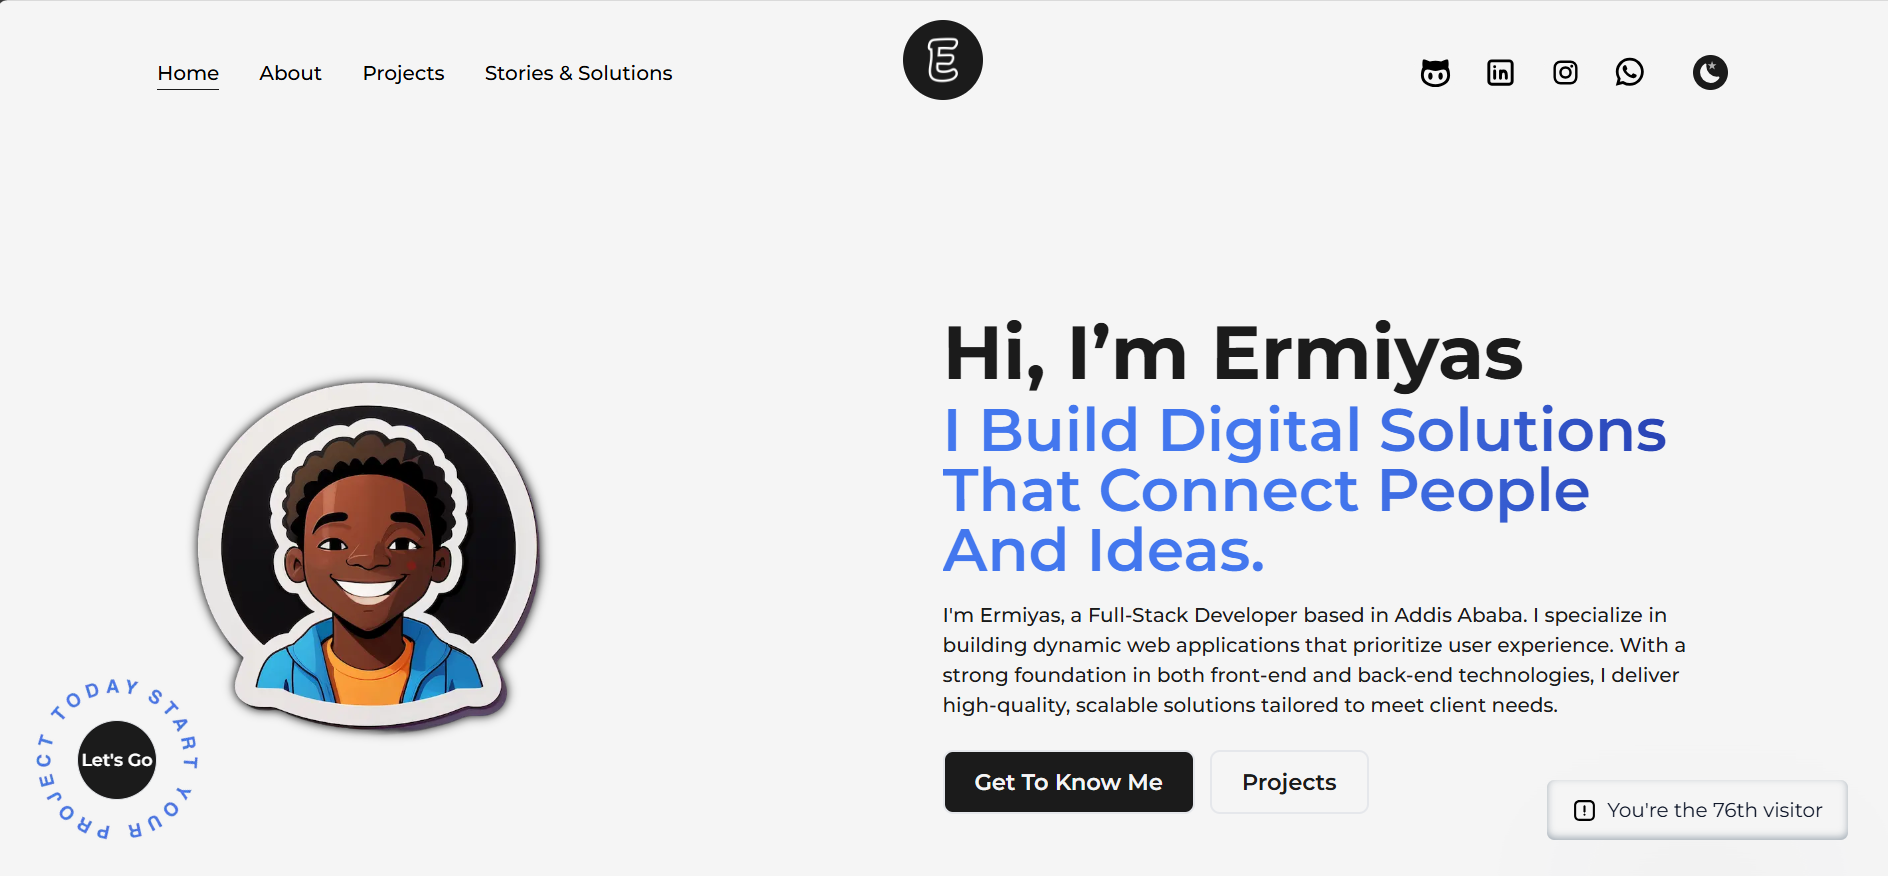 Home About Projects Stories & Solutions
E
Hi, I’m Ermiyas
I Build Digital Solutions
That Connect People
And Ideas.
I'm Ermiyas, a Full-Stack Developer based in Addis Ababa. I specialize in
building dynamic web applications that prioritize user experience. With a
strong foundation in both front-end and back-end technologies, I deliver
high-quality, scalable solutions tailored to meet client needs.
Get To Know Me Projects
START YOUR PROJECT TODAY
Let's Go
You're the 76th visitor